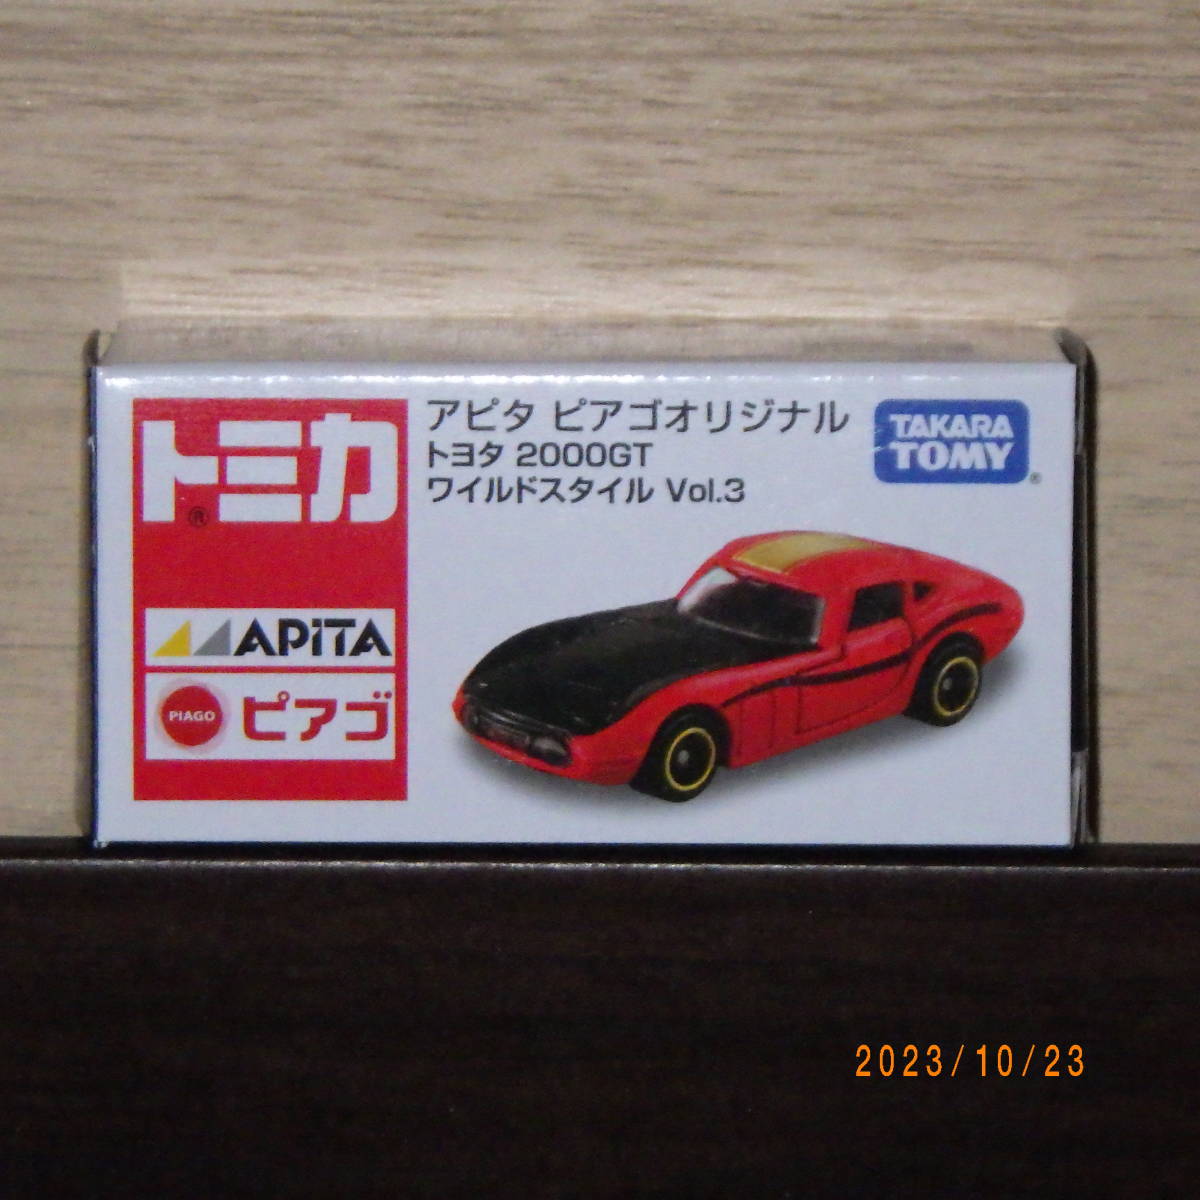 トミカ
®
APiTA
PIAGO ピアゴ
アピタ ピアゴオリジナル
トヨタ 2000GT
ワイルドスタイル Vol.3
TAKARA
TOMY
®
2023/10/23